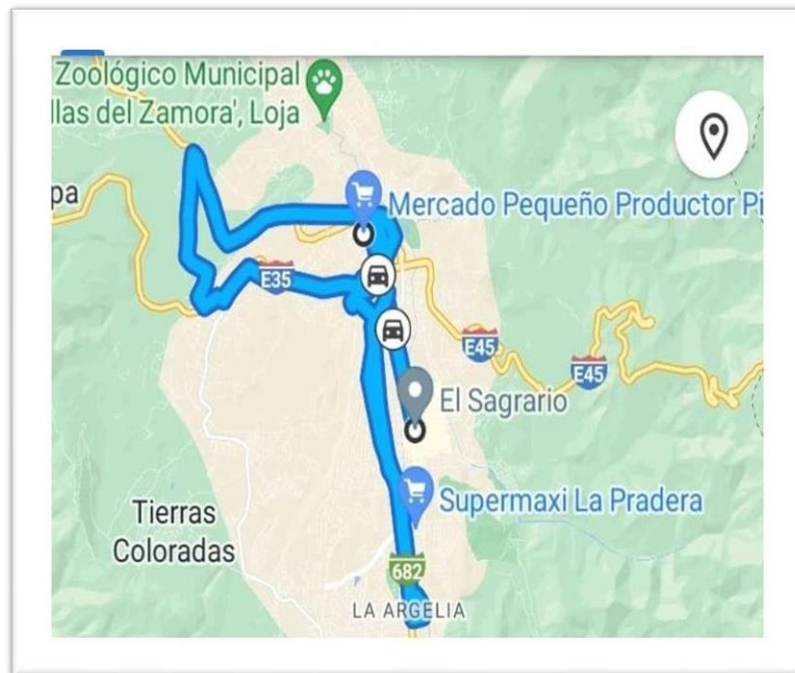 Zoológico Municipal
llas del Zamora', Loja
pa
Mercado Pequeño Productor Pi
E35
E45
E45
El Sagrario
Supermaxi La Pradera
Tierras
Coloradas
682
LA ARGELIA